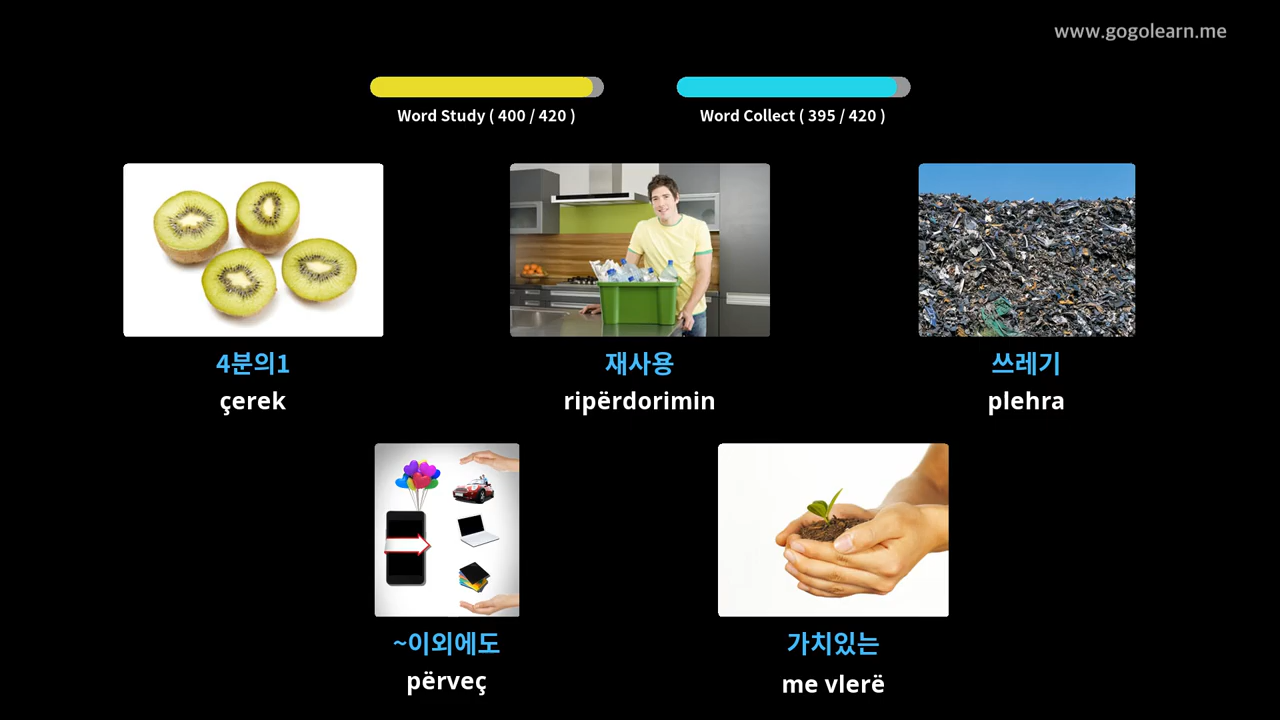 www.gogolearn.me
Word Study ( 400 / 420 )
Word Collect ( 395 / 420 )
4분의1
çerek
재사용
ripërdorimin
쓰레기
plehra
~이외에도
përveç
가치있는
me vlerë